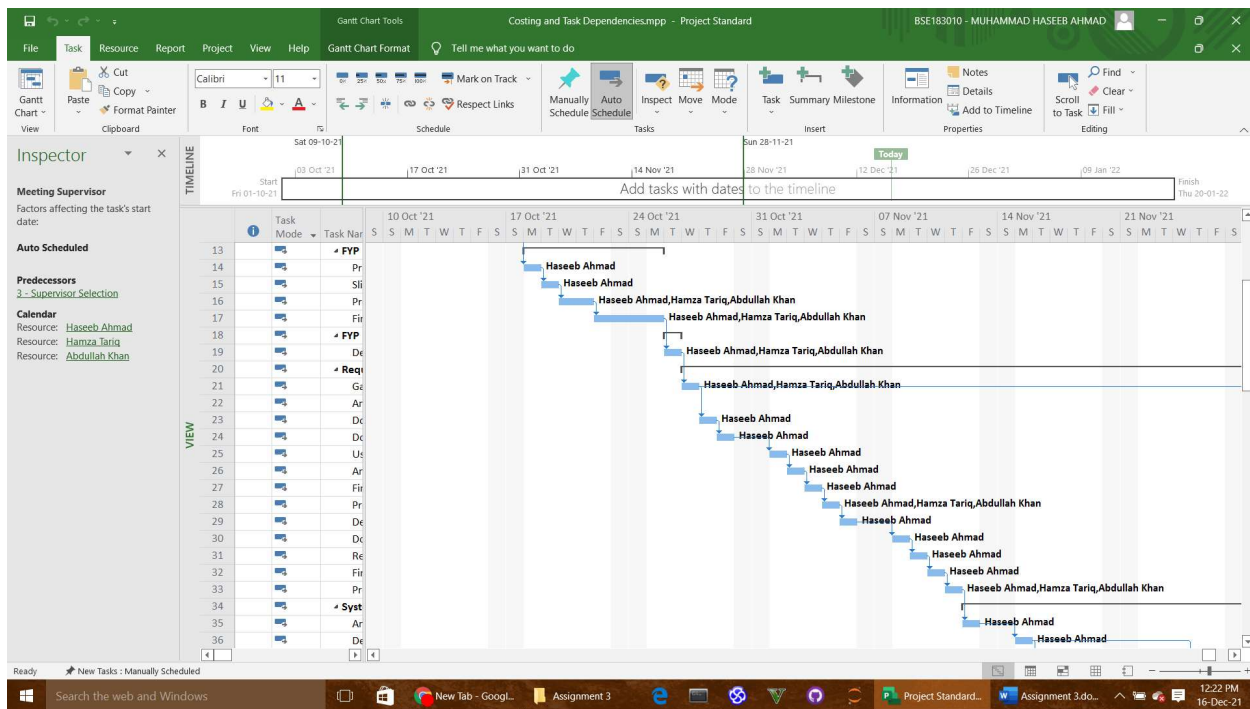 Gantt Chart Tools
Costing and Task Dependencies.mpp - Project Standard
BSE183010 - MUHAMMAD HASEEB AHMAD
File Task Resource Report Project View Help Gantt Chart Format Tell me what you want to do
Gantt Chart
View
Paste
Cut
Copy
Format Painter
Clipboard
Calibri 11
B I U A
Font
0% 25% 50% 75% 100%
Mark on Track
Respect Links
Schedule
Manually Schedule
Auto Schedule
Inspect Move Mode
Tasks
Task Summary Milestone
Insert
Information
Notes
Details
Add to Timeline
Properties
Scroll to Task
Find
Clear
Fill
Editing
Inspector
Meeting Supervisor
Factors affecting the task's start date:
Auto Scheduled
Predecessors
3 - Supervisor Selection
Calendar
Resource: Haseeb Ahmad
Resource: Hamza Tariq
Resource: Abdullah Khan
TIMELINE
Sat 09-10-21
Sun 28-11-21
Today
03 Oct '21 17 Oct '21 31 Oct '21 14 Nov '21 28 Nov '21 12 Dec '21 26 Dec '21 09 Jan '22
Start
Fri 01-10-21
Add tasks with dates to the timeline
Finish
Thu 20-01-22
VIEW
Task Mode Task Nar
10 Oct '21 17 Oct '21 24 Oct '21 31 Oct '21 07 Nov '21 14 Nov '21 21 Nov '21
S S M T W T F S S M T W T F S S M T W T F S S M T W T F S S M T W T F S S M T W T F S S M T W T F S
13 FYP
14 Pr Haseeb Ahmad
15 Sli Haseeb Ahmad
16 Pr Haseeb Ahmad,Hamza Tariq,Abdullah Khan
17 Fir Haseeb Ahmad,Hamza Tariq,Abdullah Khan
18 FYP
19 De Haseeb Ahmad,Hamza Tariq,Abdullah Khan
20 Requ
21 Ga Haseeb Ahmad,Hamza Tariq,Abdullah Khan
22 Ar
23 Do Haseeb Ahmad
24 Do Haseeb Ahmad
25 Us Haseeb Ahmad
26 Ar Haseeb Ahmad
27 Fir Haseeb Ahmad
28 Pr Haseeb Ahmad,Hamza Tariq,Abdullah Khan
29 De Haseeb Ahmad
30 Do Haseeb Ahmad
31 Re Haseeb Ahmad
32 Fir Haseeb Ahmad
33 Pr Haseeb Ahmad,Hamza Tariq,Abdullah Khan
34 Syst
35 Ar Haseeb Ahmad
36 De Haseeb Ahmad
Ready New Tasks : Manually Scheduled
Search the web and Windows
New Tab - Googl...
Assignment 3
Project Standard...
Assignment 3.do...
12:22 PM
16-Dec-21